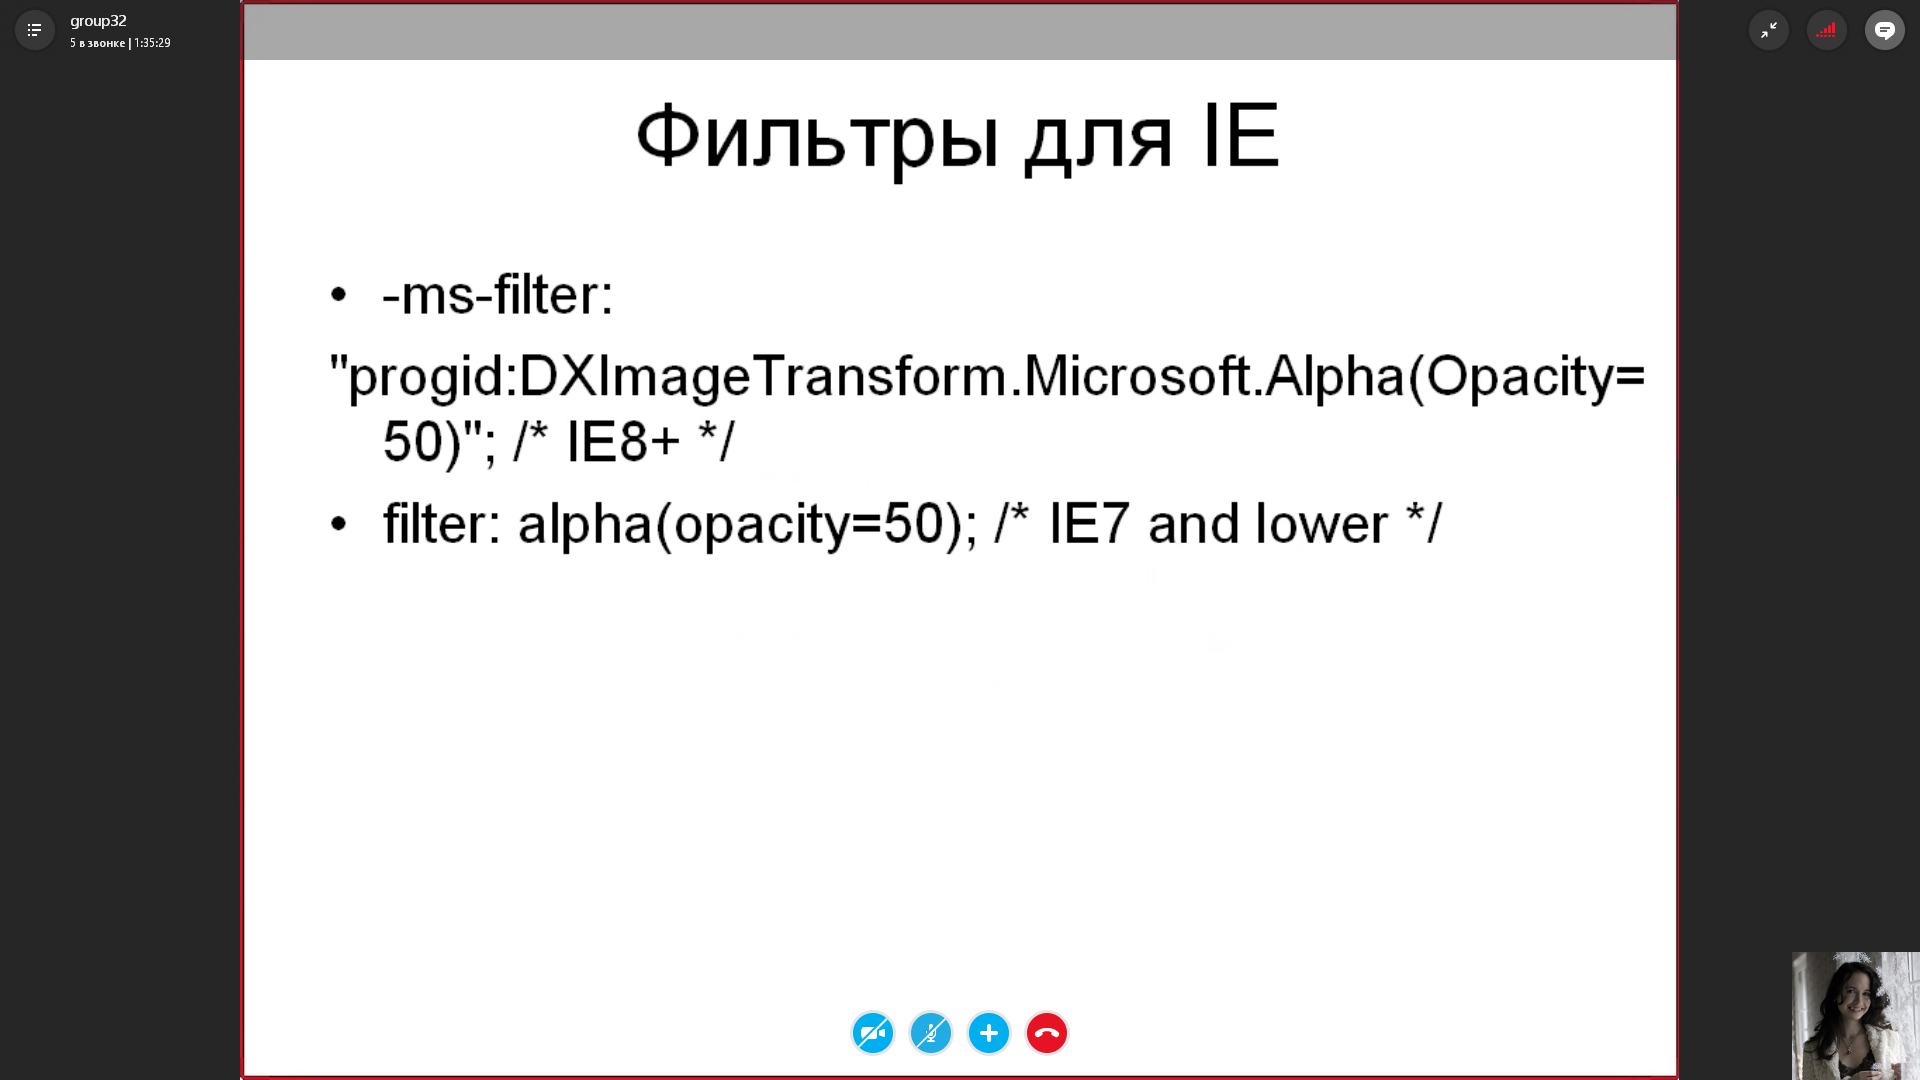 group32
5 в звонке | 1:35:29
Фильтры для IE
• -ms-filter:
"progid:DXImageTransform.Microsoft.Alpha(Opacity=
50)"; /* IE8+ */
• filter: alpha(opacity=50); /* IE7 and lower */